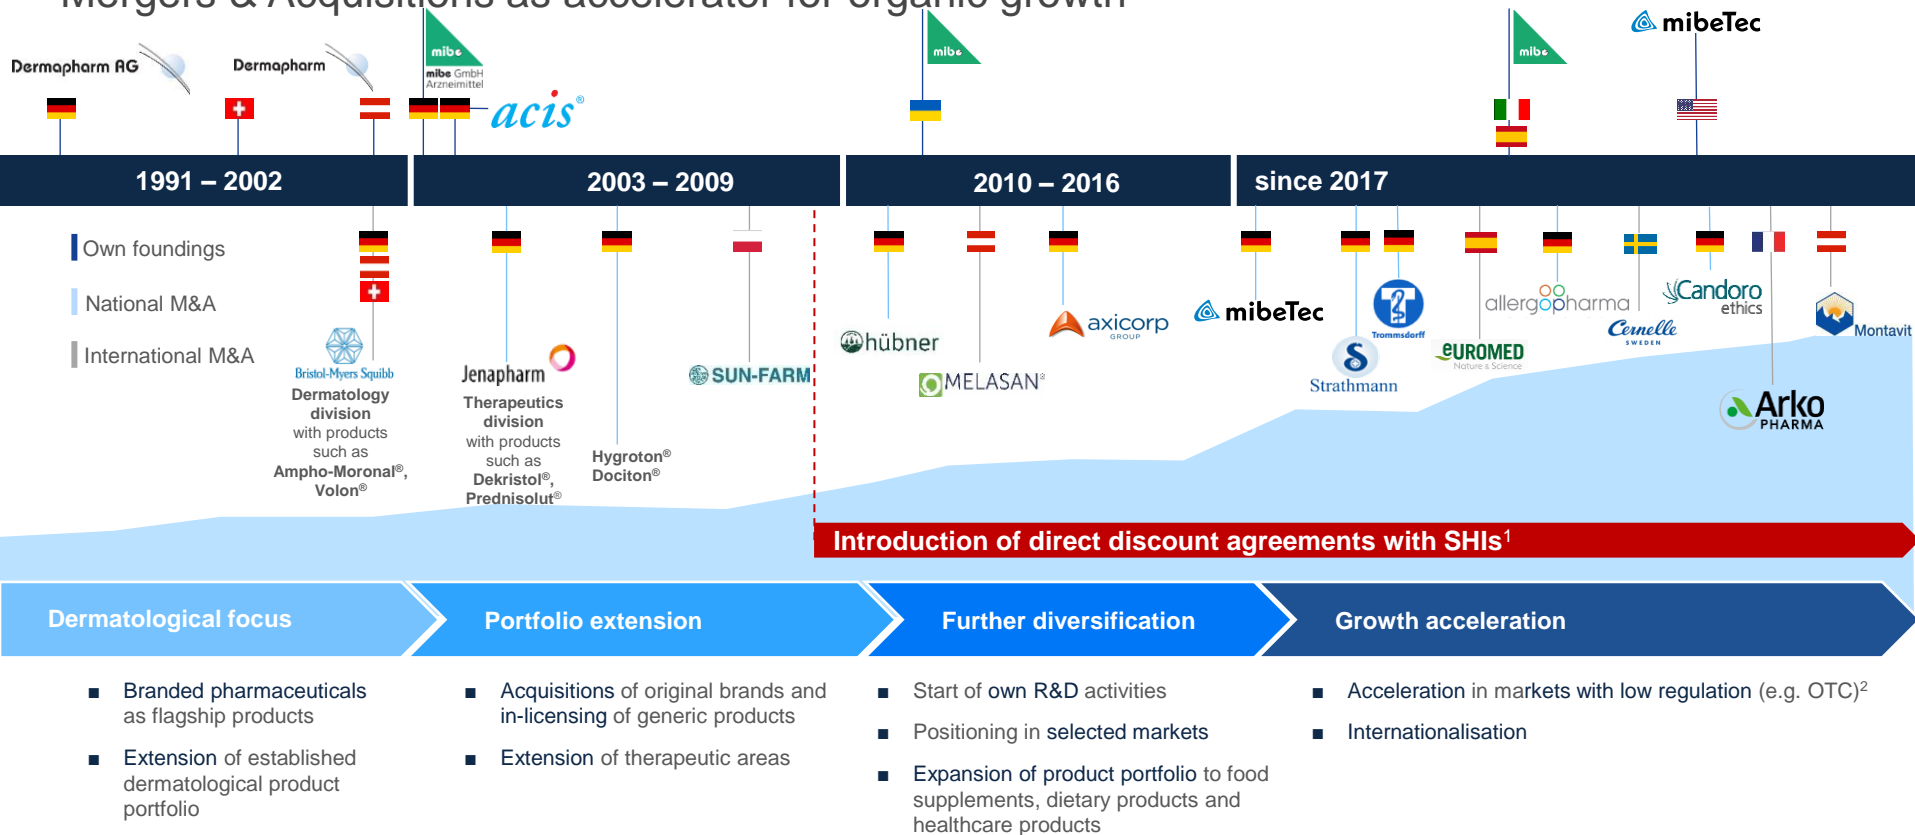 Mergers & Acquisitions as accelerator for organic growth
Dermapharm AG
Dermapharm
mibe
mibe GmbH
Arzneimittel
acis®
mibe
mibe
mibeTec
1991 – 2002
2003 – 2009
2010 – 2016
since 2017
Own foundings
National M&A
International M&A
Bristol-Myers Squibb
Dermatology
division
with products
such as
Ampho-Moronal®,
Volon®
Jenapharm
Therapeutics
division
with products
such as
Dekristol®,
Prednisolut®
Hygroton®
Dociton®
SUN-FARM
hübner
MELASAN®
axicorp
GROUP
mibeTec
Strathmann
Trommsdorff
EUROMED
Nature & Science
allergopharma
Cernelle
SWEDEN
Candoro
ethics
Arko
PHARMA
Montavit
Introduction of direct discount agreements with SHIs¹
Dermatological focus
Portfolio extension
Further diversification
Growth acceleration
■ Branded pharmaceuticals
as flagship products
■ Extension of established
dermatological product
portfolio
■ Acquisitions of original brands and
in-licensing of generic products
■ Extension of therapeutic areas
■ Start of own R&D activities
■ Positioning in selected markets
■ Expansion of product portfolio to food
supplements, dietary products and
healthcare products
■ Acceleration in markets with low regulation (e.g. OTC)²
■ Internationalisation